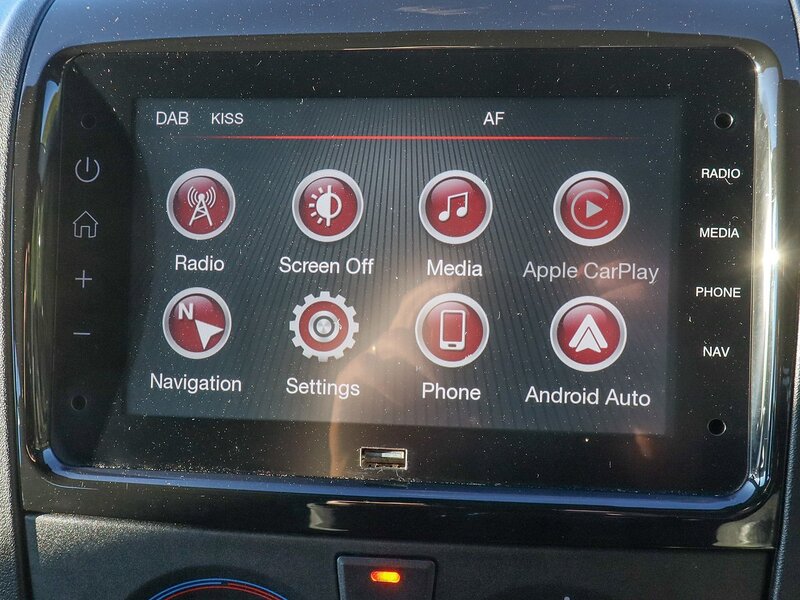 DAB KISS AF
RADIO
Radio Screen Off Media Apple CarPlay
MEDIA
PHONE
N
NAV
Navigation Settings Phone Android Auto